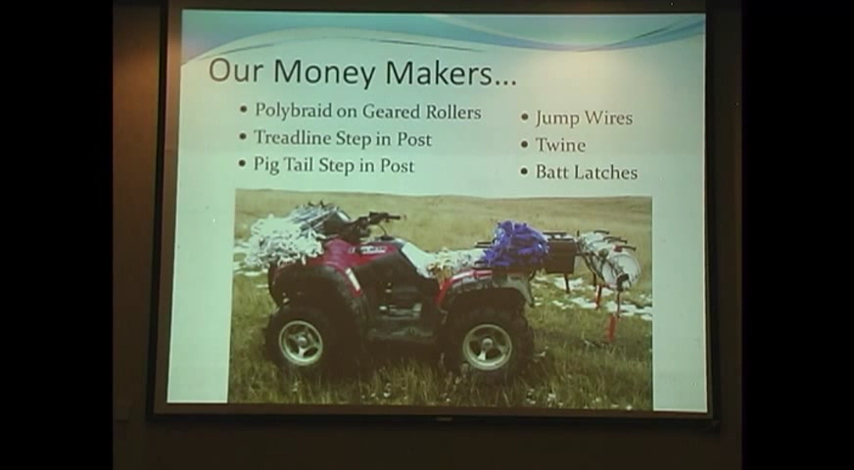 Our Money Makers...
• Polybraid on Geared Rollers
• Treadline Step in Post
• Pig Tail Step in Post
• Jump Wires
• Twine
• Batt Latches